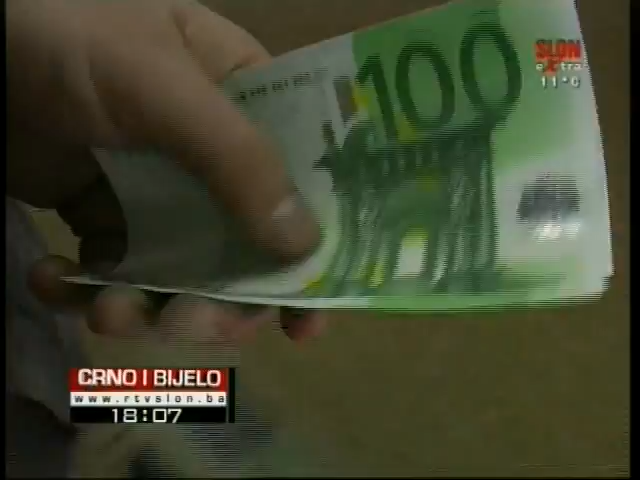 100
SLON
extra
11°C
CRNO I BIJELO
www.rtvslon.ba
18:07